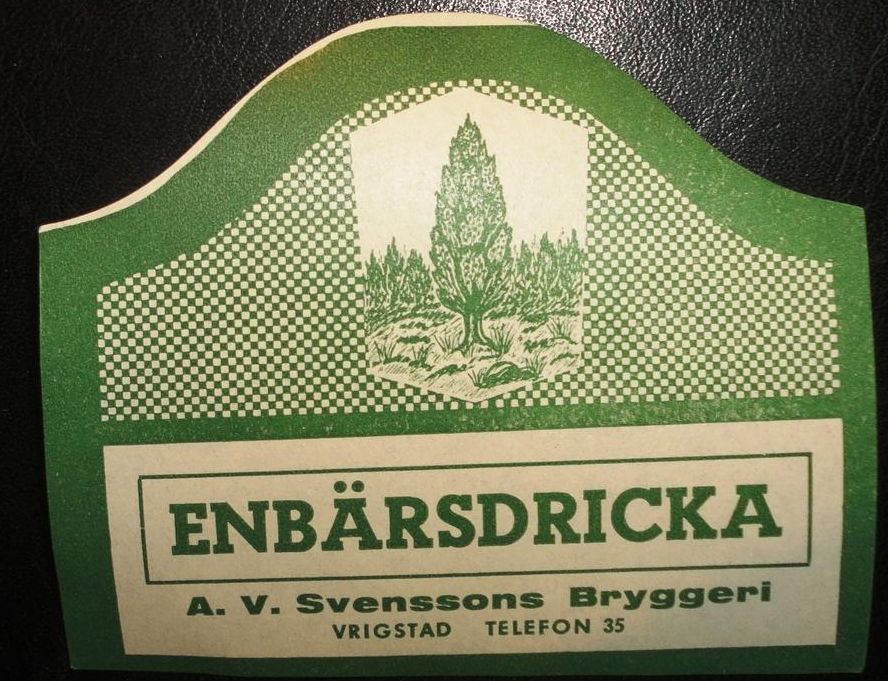 ENBÄRSDRICKA
A. V. Svenssons Bryggeri
VRIGSTAD TELEFON 35